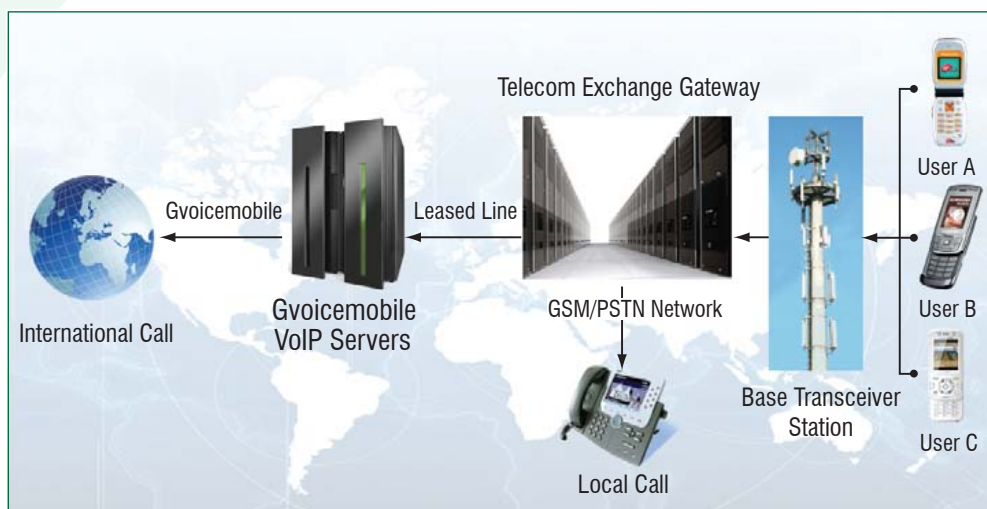 Telecom Exchange Gateway
User A
Gvoicemobile
Leased Line
International Call
Gvoicemobile
VoIP Servers
GSM/PSTN Network
User B
Base Transceiver
Station
Local Call
User C